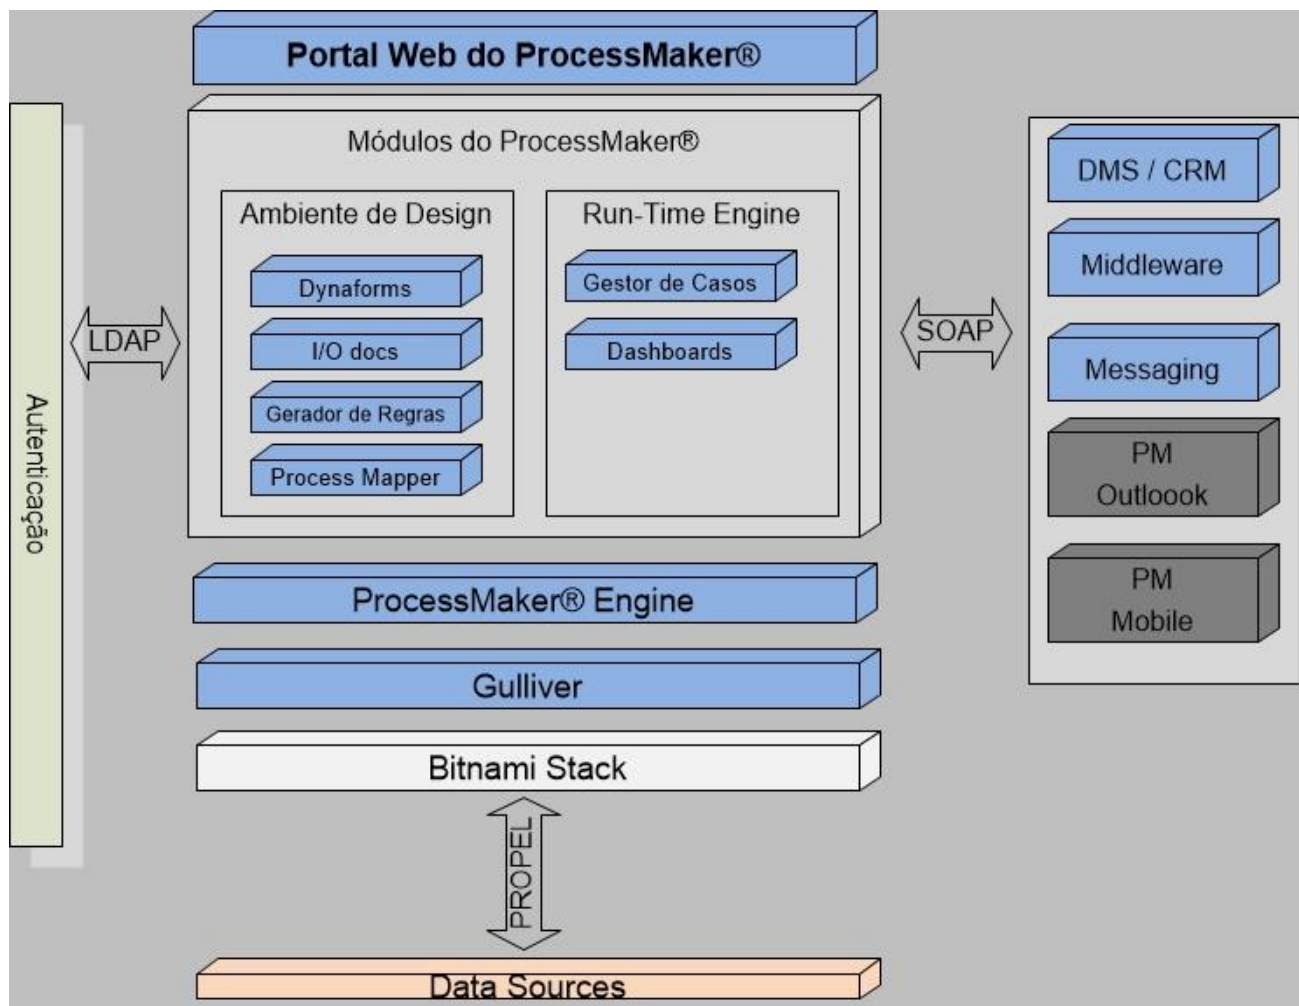 Portal Web do ProcessMaker®
Módulos do ProcessMaker®
Ambiente de Design
Dynaforms
I/O docs
Gerador de Regras
Process Mapper
Run-Time Engine
Gestor de Casos
Dashboards
Autenticação
LDAP
SOAP
DMS / CRM
Middleware
Messaging
PM
Outloook
PM
Mobile
ProcessMaker® Engine
Gulliver
Bitnami Stack
PROPEL
Data Sources